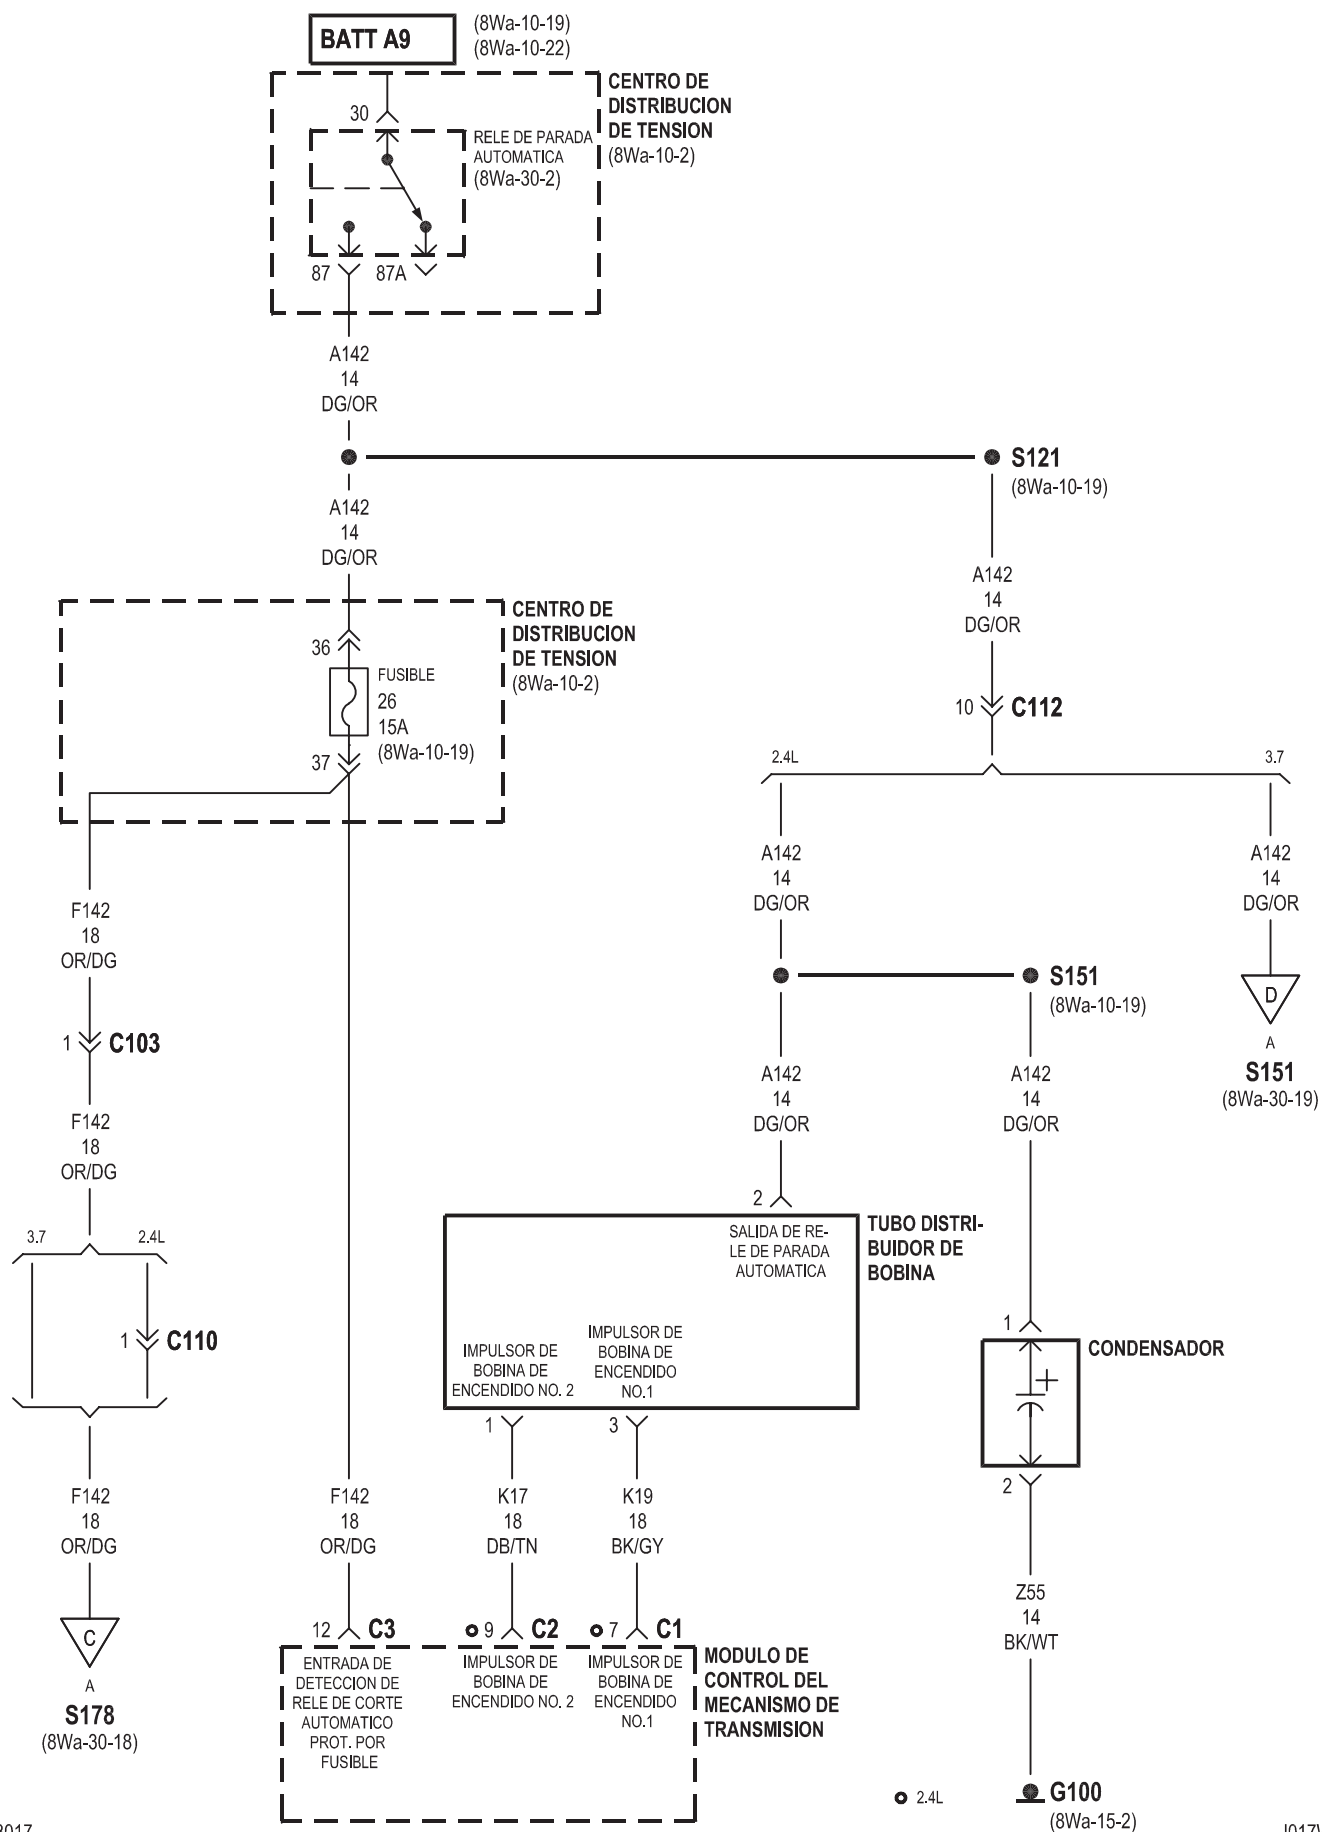 BATT A9
(8Wa-10-19)
(8Wa-10-22)
CENTRO DE
DISTRIBUCION
DE TENSION
(8Wa-10-2)
30
RELE DE PARADA
AUTOMATICA
(8Wa-30-2)
87
87A
A142
14
DG/OR
S121
(8Wa-10-19)
A142
14
DG/OR
A142
14
DG/OR
CENTRO DE
DISTRIBUCION
DE TENSION
(8Wa-10-2)
36
FUSIBLE
26
15A
(8Wa-10-19)
37
10
C112
2.4L
3.7
A142
14
DG/OR
A142
14
DG/OR
F142
18
OR/DG
S151
(8Wa-10-19)
D
A
S151
(8Wa-30-19)
1
C103
A142
14
DG/OR
A142
14
DG/OR
F142
18
OR/DG
2
3.7
2.4L
1
C110
SALIDA DE RE-
LE DE PARADA
AUTOMATICA
TUBO DISTRI-
BUIDOR DE
BOBINA
IMPULSOR DE
BOBINA DE
ENCENDIDO NO. 2
IMPULSOR DE
BOBINA DE
ENCENDIDO
NO.1
1
CONDENSADOR
1
3
2
F142
18
OR/DG
F142
18
OR/DG
K17
18
DB/TN
K19
18
BK/GY
Z55
14
BK/WT
C
A
S178
(8Wa-30-18)
12
C3
9
C2
7
C1
ENTRADA DE
DETECCION DE
RELE DE CORTE
AUTOMATICO
PROT. POR
FUSIBLE
IMPULSOR DE
BOBINA DE
ENCENDIDO NO. 2
IMPULSOR DE
BOBINA DE
ENCENDIDO
NO.1
MODULO DE
CONTROL DEL
MECANISMO DE
TRANSMISION
2.4L
G100
(8Wa-15-2)